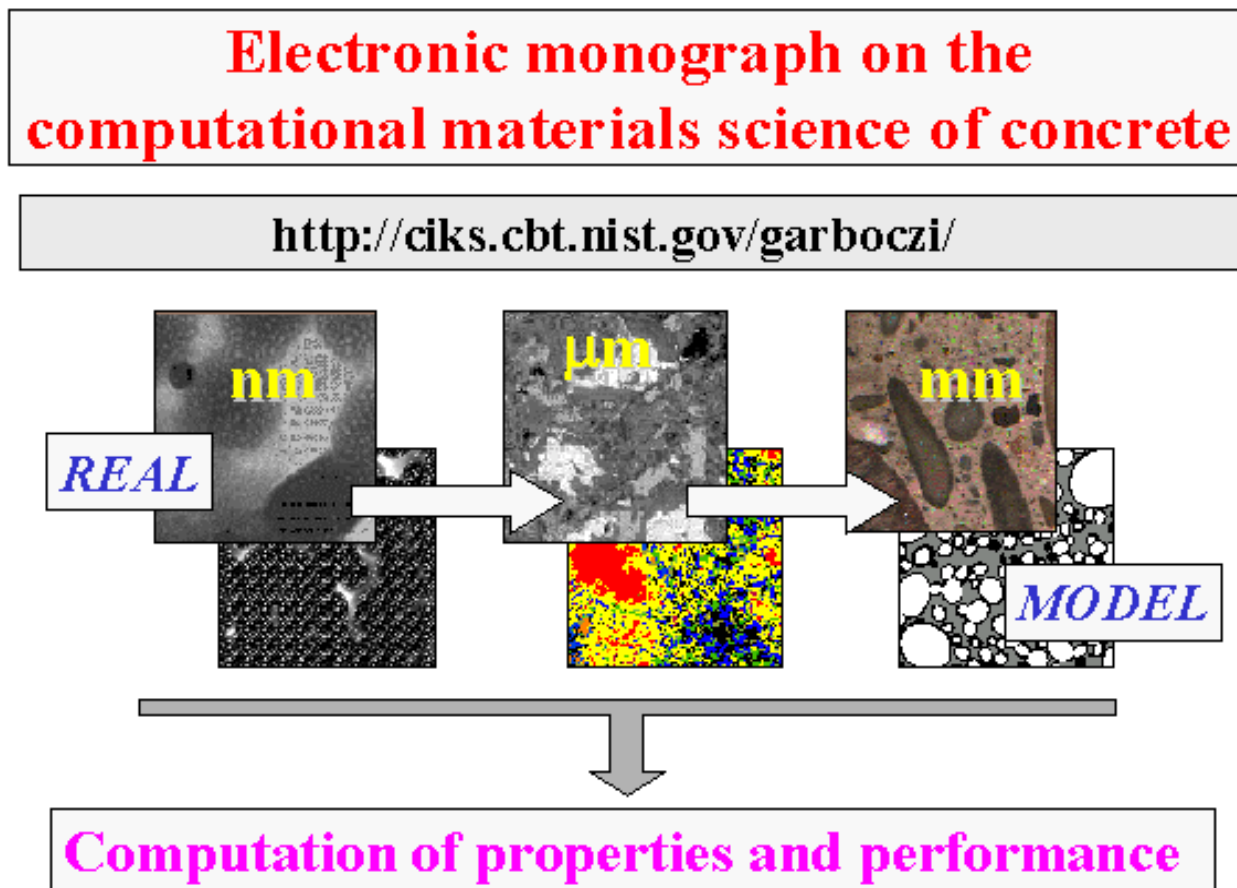 Electronic monograph on the
computational materials science of concrete
http://ciks.cbt.nist.gov/garboczi/
nm
μm
mm
REAL
MODEL
Computation of properties and performance